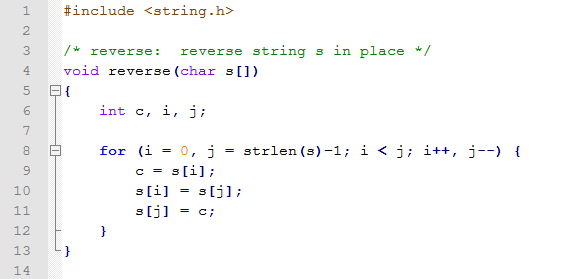 1 #include <string.h>
2
3 /* reverse:  reverse string s in place */
4 void reverse(char s[])
5 {
6     int c, i, j;
7
8     for (i = 0, j = strlen(s)-1; i < j; i++, j--) {
9         c = s[i];
10         s[i] = s[j];
11         s[j] = c;
12     }
13 }
14